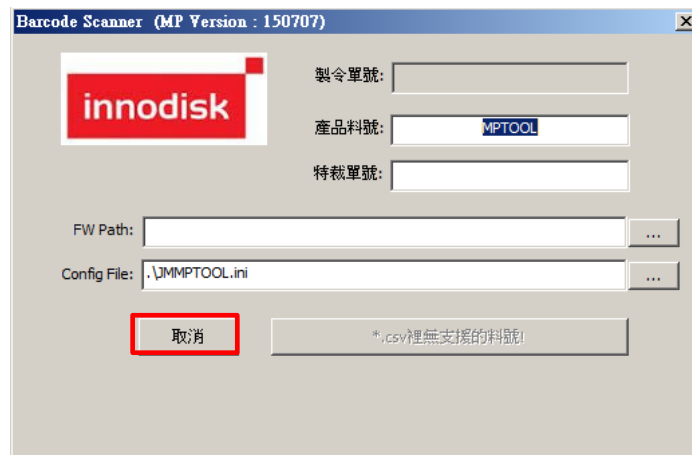 Barcode Scanner (MP Version : 150707)
innodisk
製令單號:
產品料號: MPTOOL
特裁單號:
FW Path: ...
Config File: .\JMMPTOOL.ini ...
取消 *.csv裡無支援的料號!